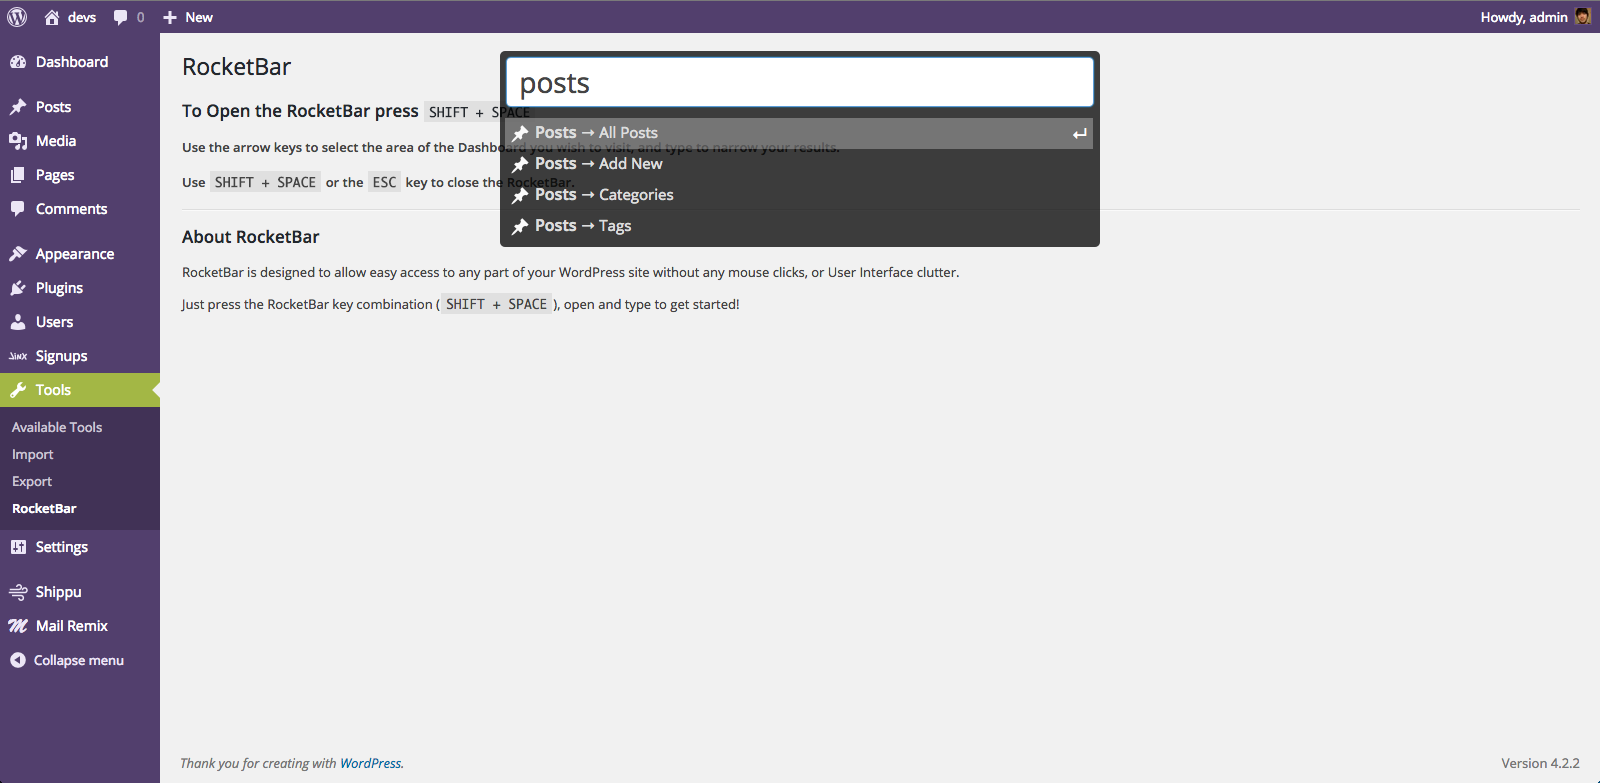 devs 0 New Howdy, admin
Dashboard
Posts
Media
Pages
Comments
Appearance
Plugins
Users
Signups
Tools
Available Tools
Import
Export
RocketBar
Settings
Shippu
Mail Remix
Collapse menu
RocketBar
To Open the RocketBar press SHIFT + SPACE
Use the arrow keys to select the area of the Dashboard you wish to visit, and type to narrow your results.
Use SHIFT + SPACE or the ESC key to close the RocketBar.
posts
Posts → All Posts
Posts → Add New
Posts → Categories
Posts → Tags
About RocketBar
RocketBar is designed to allow easy access to any part of your WordPress site without any mouse clicks, or User Interface clutter.
Just press the RocketBar key combination ( SHIFT + SPACE ), open and type to get started!
Thank you for creating with WordPress.
Version 4.2.2